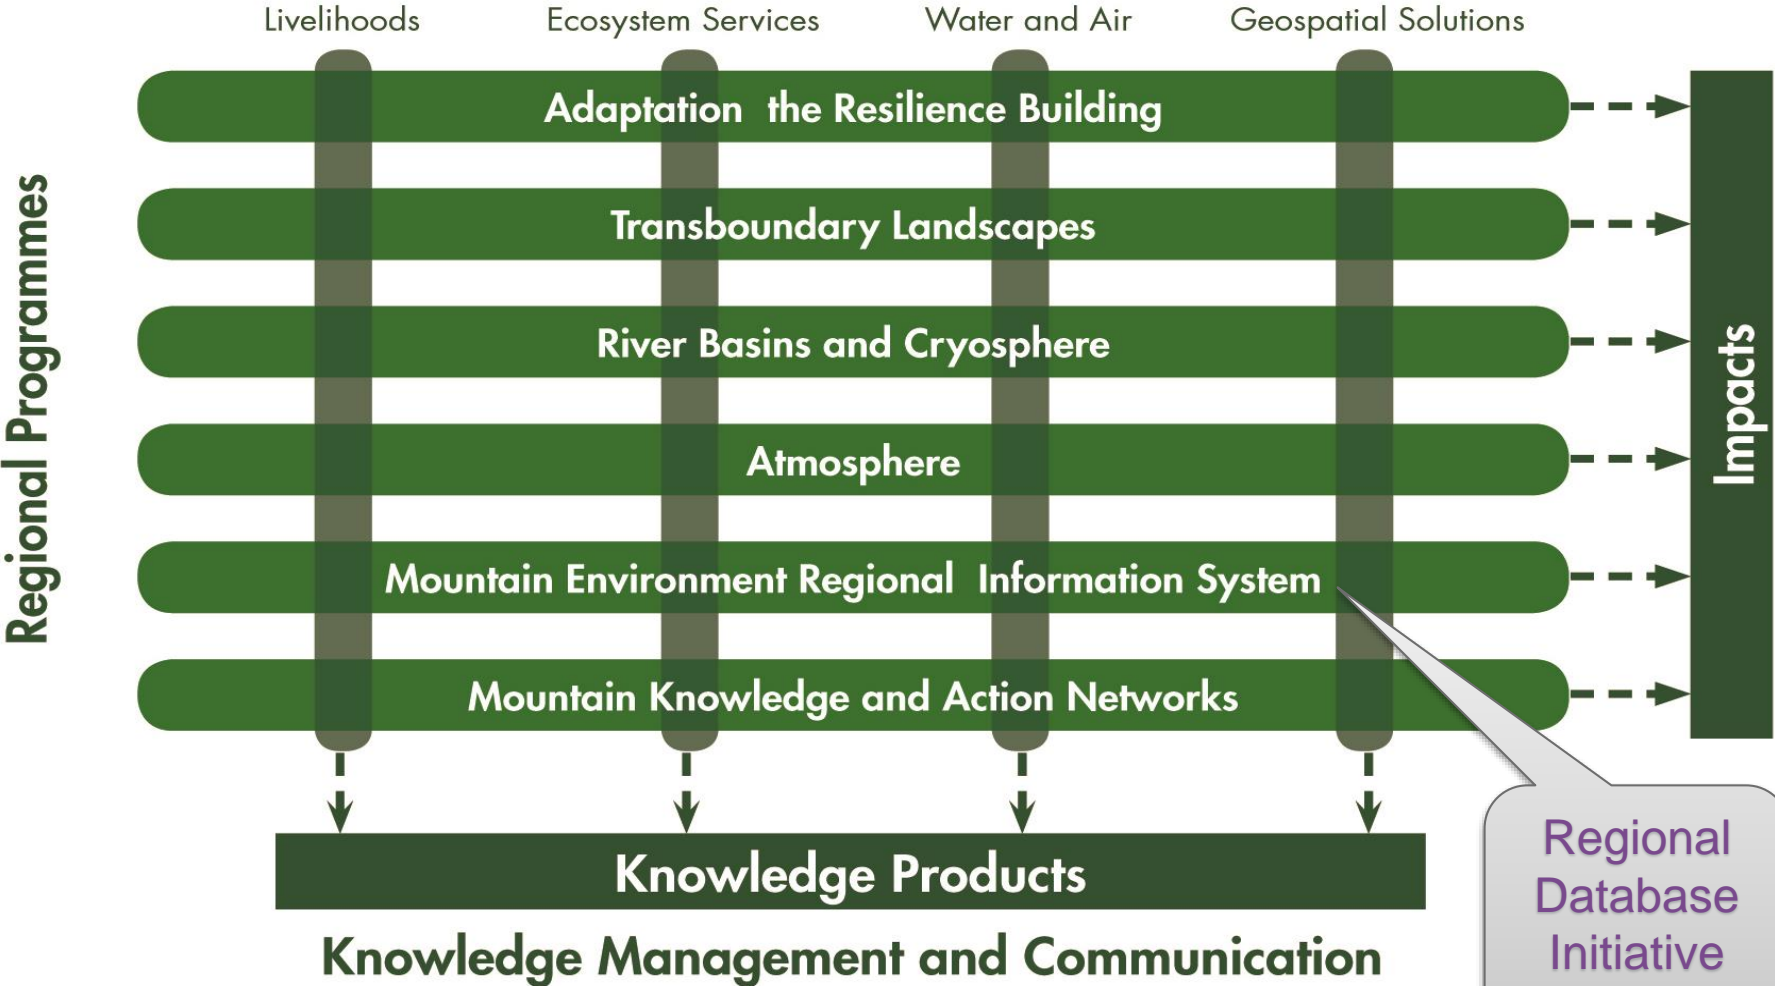 Livelihoods
Ecosystem Services
Water and Air
Geospatial Solutions
Regional Programmes
Adaptation  the Resilience Building
Transboundary Landscapes
River Basins and Cryosphere
Atmosphere
Mountain Environment Regional  Information System
Mountain Knowledge and Action Networks
Impacts
Knowledge Products
Knowledge Management and Communication
Regional
Database
Initiative